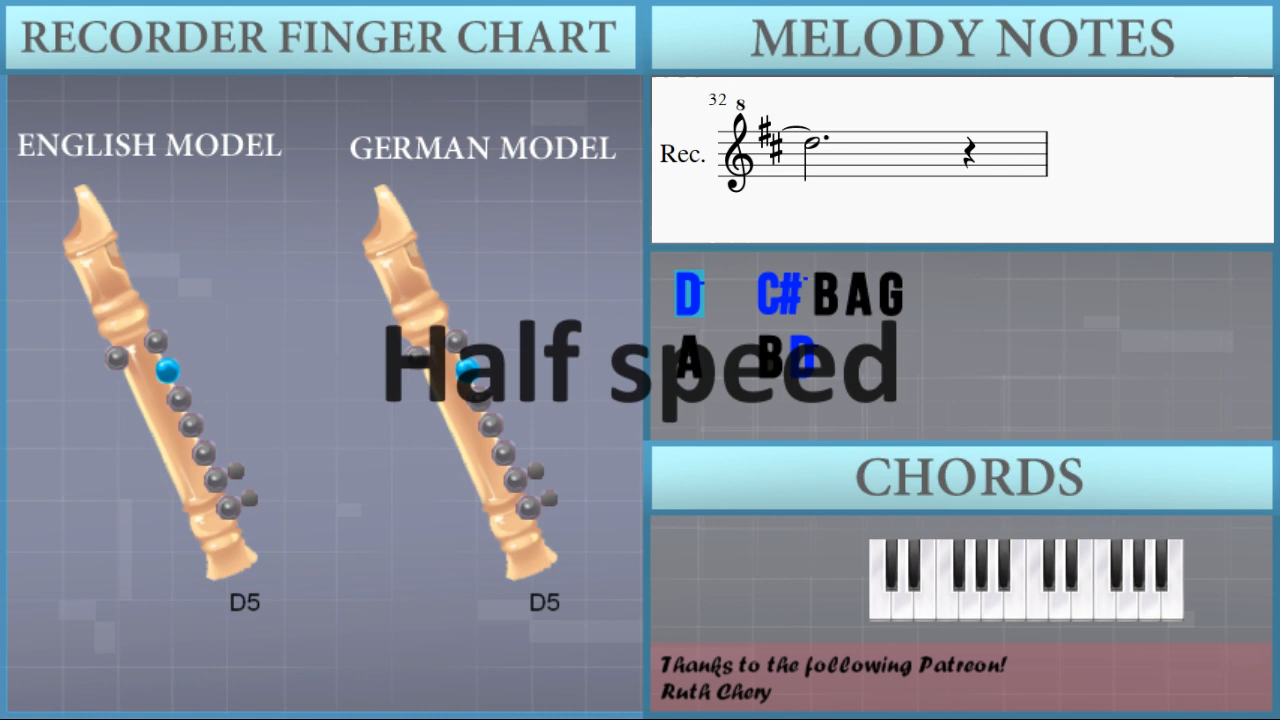 RECORDER FINGER CHART
MELODY NOTES
ENGLISH MODEL
GERMAN MODEL
32
8
Rec.
D C# B A G
A B D
Half speed
CHORDS
D5
D5
Thanks to the following Patreon!
Ruth Chery